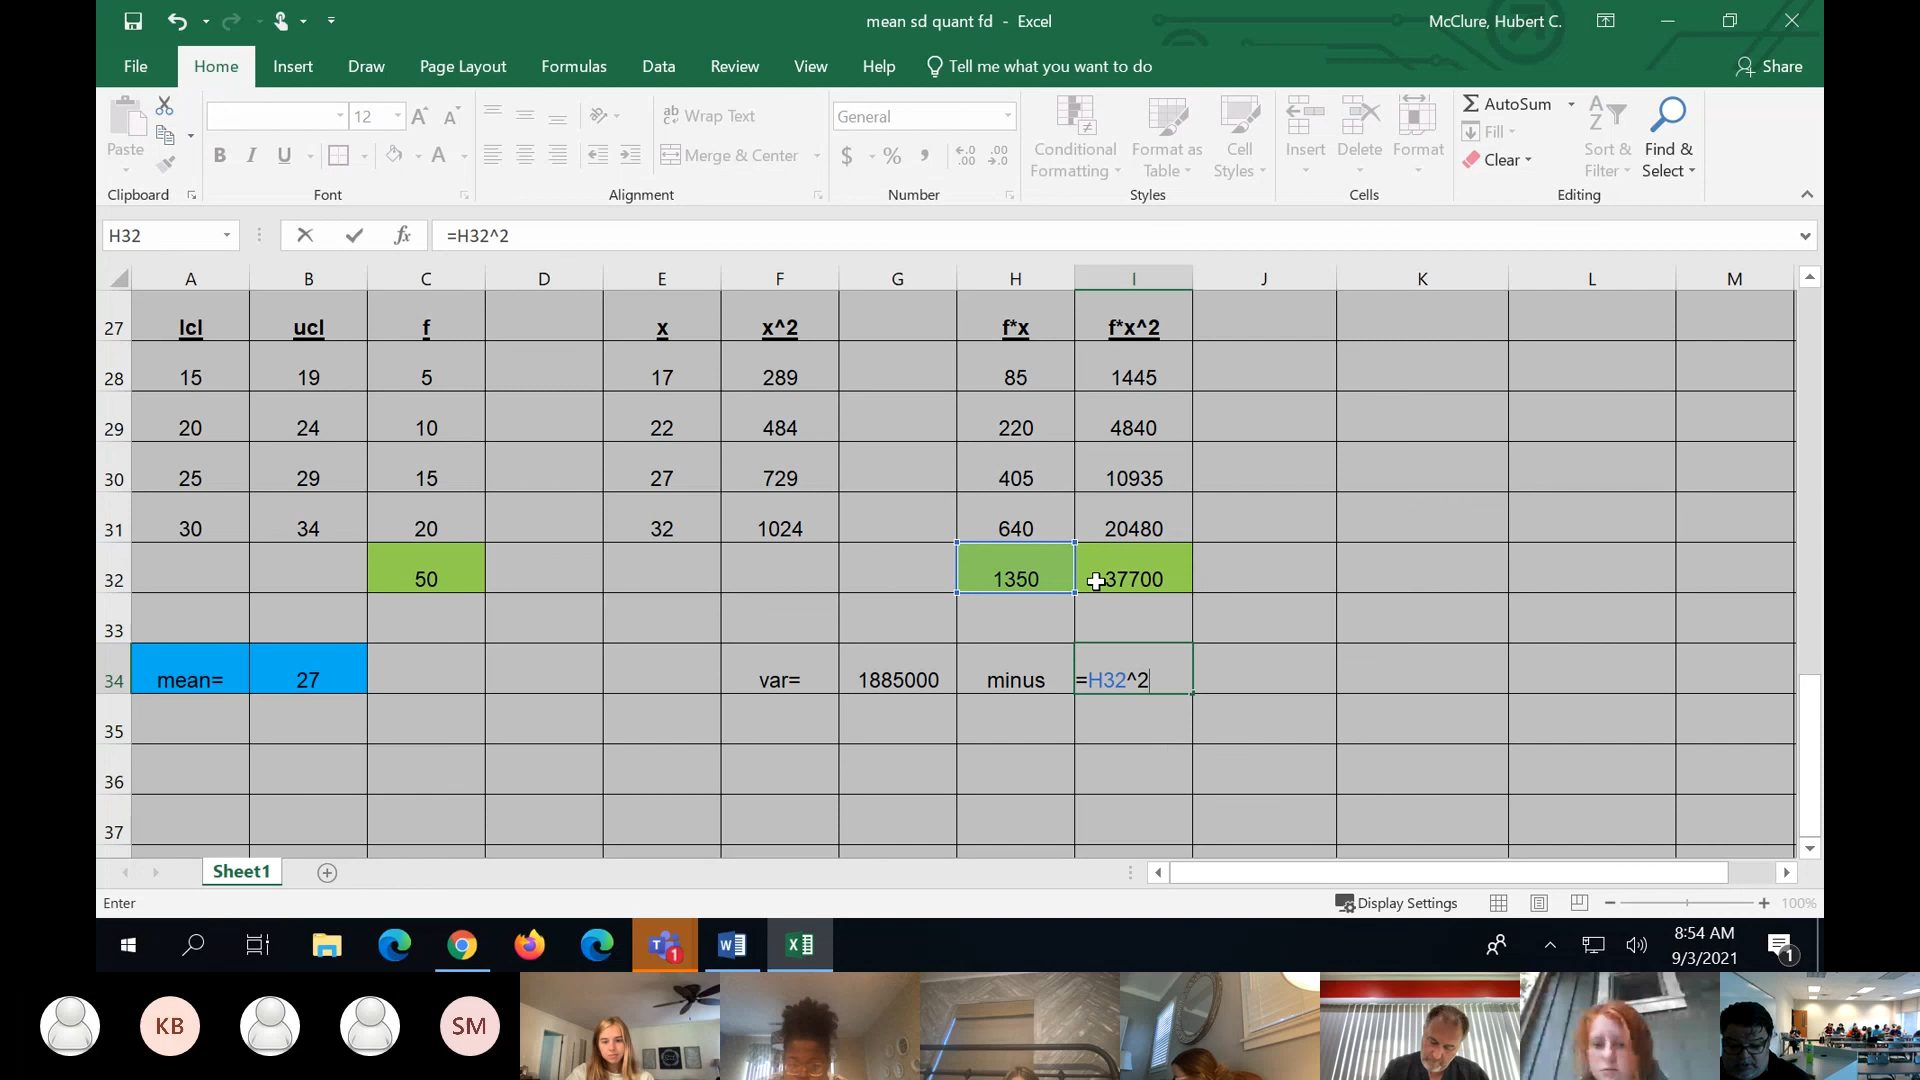 mean sd quant fd - Excel
McClure, Hubert C.
File Home Insert Draw Page Layout Formulas Data Review View Help Tell me what you want to do Share
Paste
Clipboard
12
B I U
Font
Wrap Text
Merge & Center
Alignment
General
$ % ,
Number
Conditional Formatting
Format as Table
Cell Styles
Styles
Insert Delete Format
Cells
AutoSum
Fill
Clear
Sort & Filter
Find & Select
Editing
H32 fx =H32^2
A B C D E F G H I J K L M
27 lcl ucl f x x^2 f*x f*x^2
28 15 19 5 17 289 85 1445
29 20 24 10 22 484 220 4840
30 25 29 15 27 729 405 10935
31 30 34 20 32 1024 640 20480
32 50 1350 37700
33
34 mean= 27 var= 1885000 minus =H32^2
35
36
37
Sheet1
Enter Display Settings 100%
8:54 AM
9/3/2021
1
1
KB SM